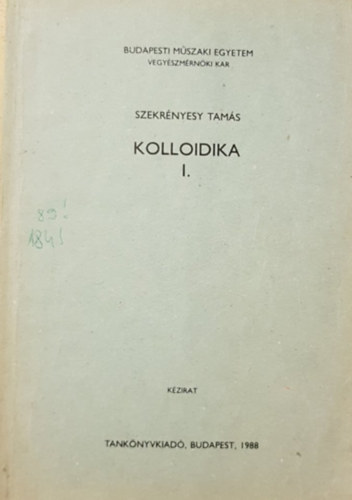 BUDAPESTI MŰSZAKI EGYETEM
VEGYÉSZMÉRNÖKI KAR
SZEKRÉNYESY TAMÁS
KOLLOIDIKA
I.
KÉZIRAT
TANKÖNYVKIADÓ, BUDAPEST, 1988